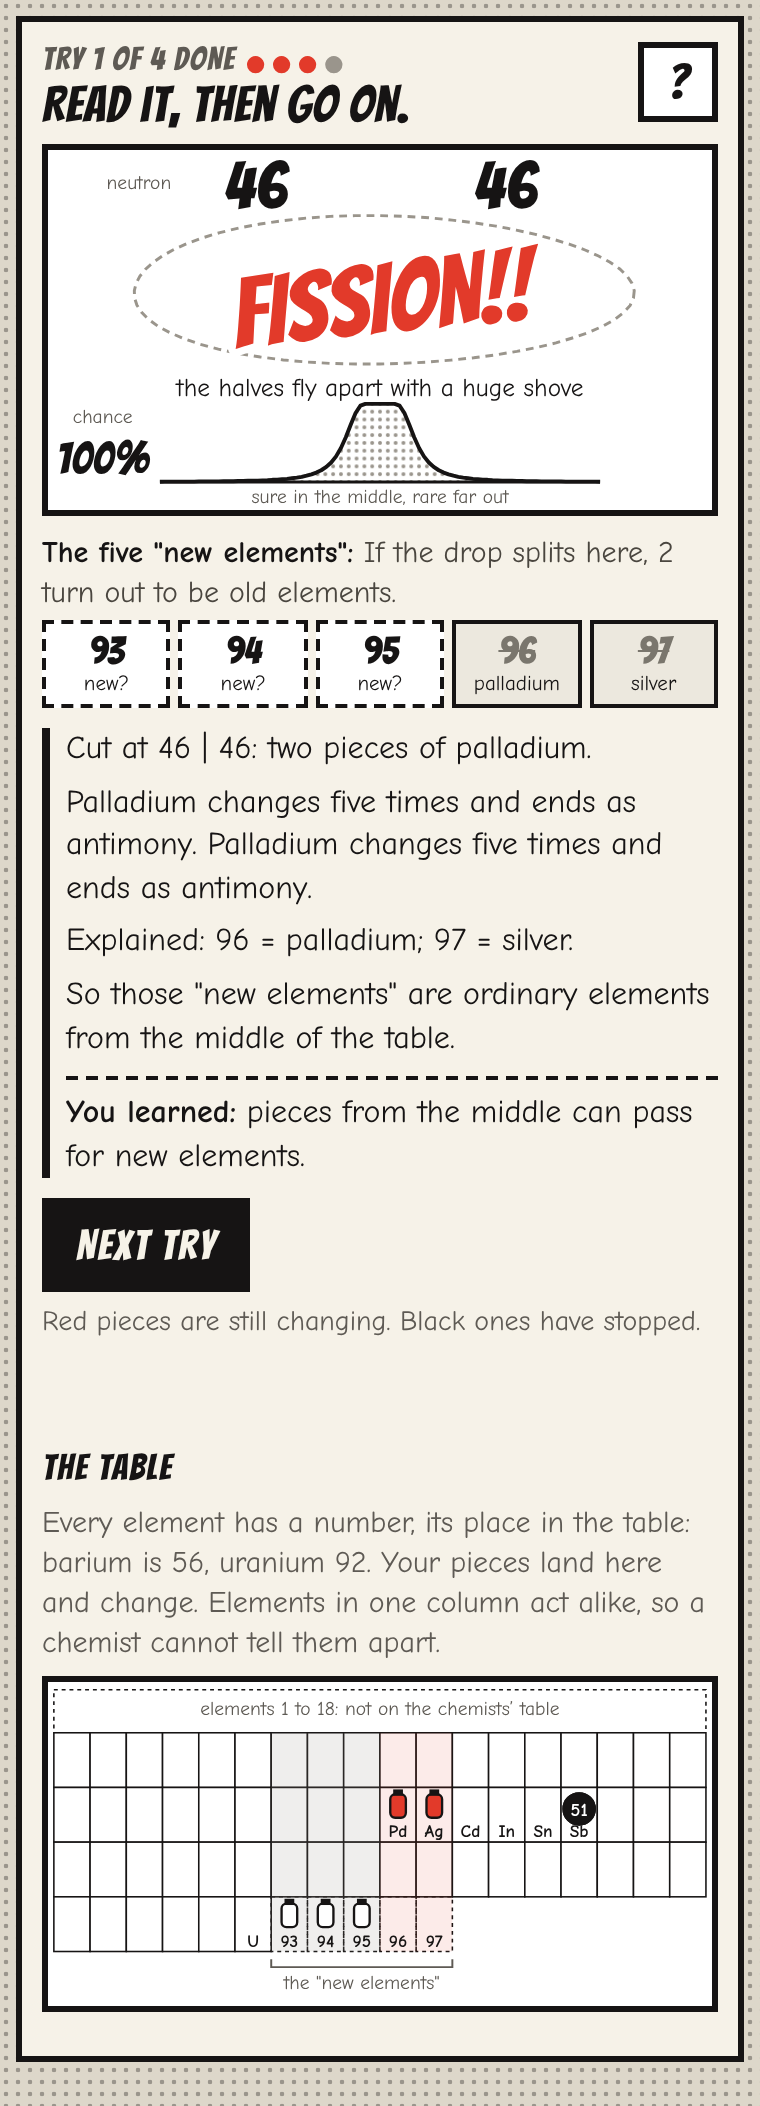 TRY 1 OF 4 DONE
READ IT, THEN GO ON.
?
neutron
46
46
FISSION!!
the halves fly apart with a huge shove
chance
100%
sure in the middle, rare far out
The five "new elements": If the drop splits here, 2
turn out to be old elements.
93
new?
94
new?
95
new?
96
palladium
97
silver
Cut at 46 | 46: two pieces of palladium.
Palladium changes five times and ends as
antimony. Palladium changes five times and
ends as antimony.
Explained: 96 = palladium; 97 = silver.
So those "new elements" are ordinary elements
from the middle of the table.
You learned: pieces from the middle can pass
for new elements.
NEXT TRY
Red pieces are still changing. Black ones have stopped.
THE TABLE
Every element has a number, its place in the table:
barium is 56, uranium 92. Your pieces land here
and change. Elements in one column act alike, so a
chemist cannot tell them apart.
elements 1 to 18: not on the chemists' table
51
Pd Ag Cd In Sn Sb
U 93 94 95 96 97
the "new elements"